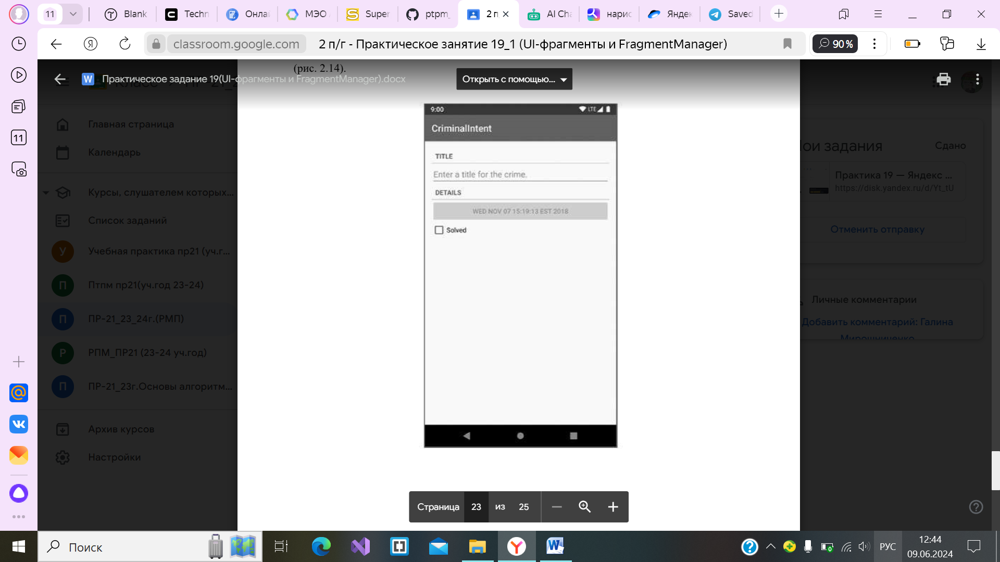 11
Blank
Techn
Онлай
МЭО
Super
ptpm_
2 п
AI Cha
нарис
Яндек
Saved
classroom.google.com
2 п/г - Практическое занятие 19_1 (UI-фрагменты и FragmentManager)
90 %
(рис. 2.14).
W
Практическое задание 19(UI-фрагменты и FragmentManager).docx
Открыть с помощью...
11
Главная страница
Календарь
Курсы, слушателем которых...
Список заданий
У
Учебная практика пр21 (уч.г...
П
Птпм пр21(уч.год 23-24)
П
ПР-21_23_24г.(РМП)
Р
РПМ_ПР21 (23-24 уч.год)
П
ПР-21_23г.Основы алгоритм...
Архив курсов
Настройки
9:00
LTE
CriminalIntent
TITLE
Enter a title for the crime.
DETAILS
WED NOV 07 15:19:13 EST 2018
Solved
ои задания
Сдано
Практика 19 — Яндекс ...
https://disk.yandex.ru/d/Yt_tU
Отменить отправку
Личные комментарии
Добавить комментарий: Галина
Мирошниченко
Страница 23 из 25
Поиск
РУС
12:44
09.06.2024